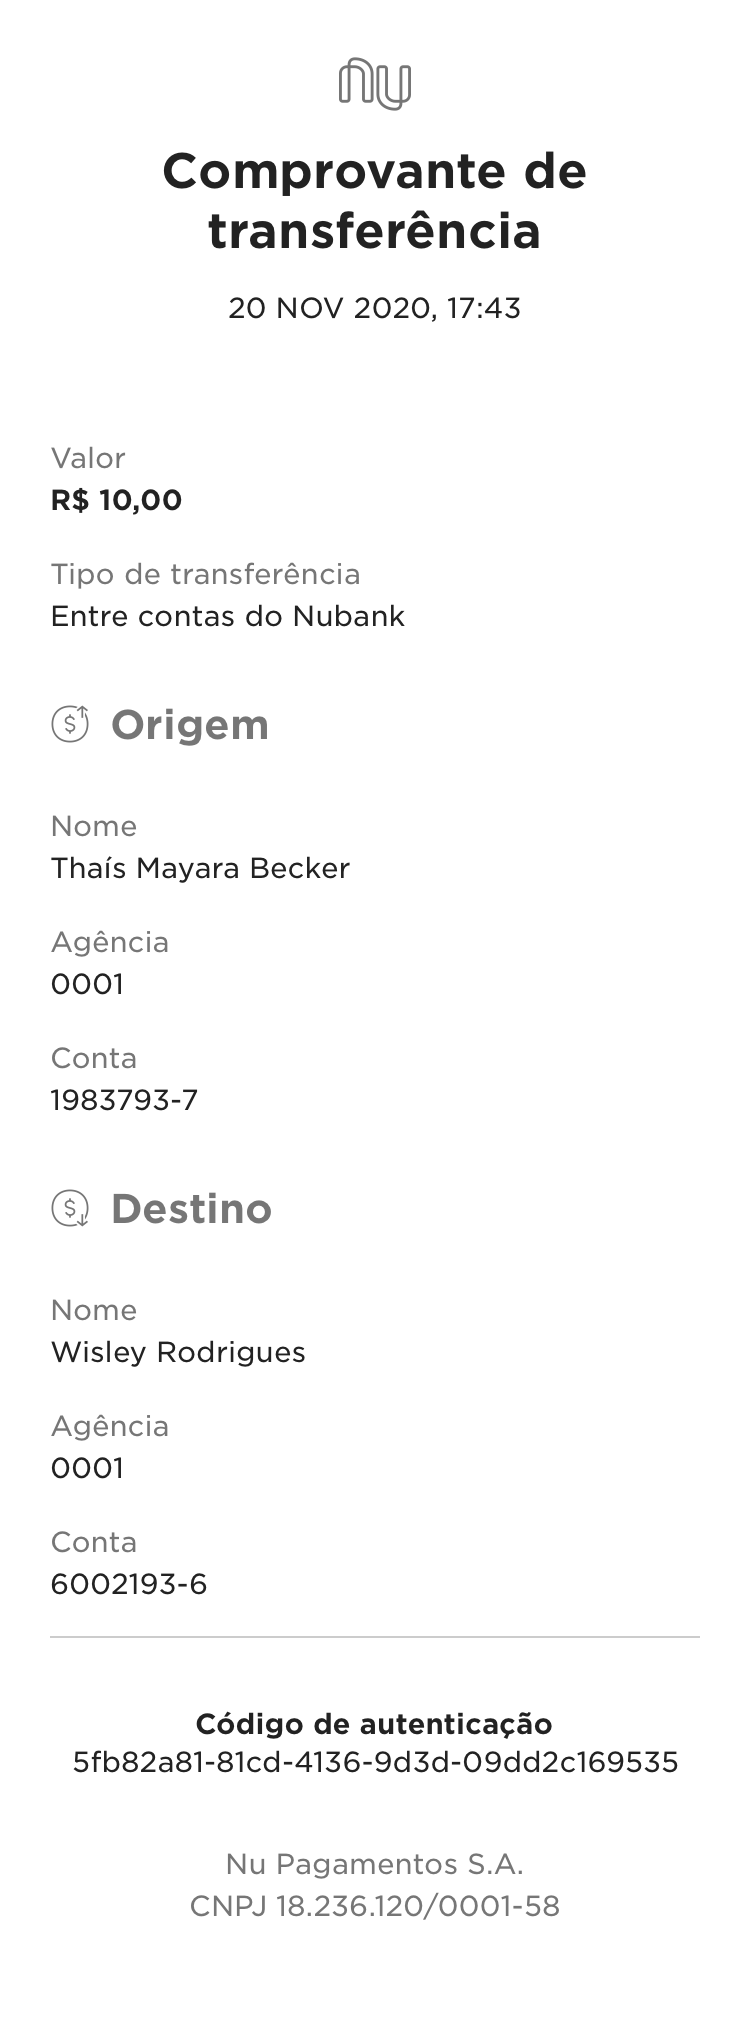 nu
Comprovante de
transferência
20 NOV 2020, 17:43
Valor
R$ 10,00
Tipo de transferência
Entre contas do Nubank
Origem
Nome
Thaís Mayara Becker
Agência
0001
Conta
1983793-7
Destino
Nome
Wisley Rodrigues
Agência
0001
Conta
6002193-6
Código de autenticação
5fb82a81-81cd-4136-9d3d-09dd2c169535
Nu Pagamentos S.A.
CNPJ 18.236.120/0001-58